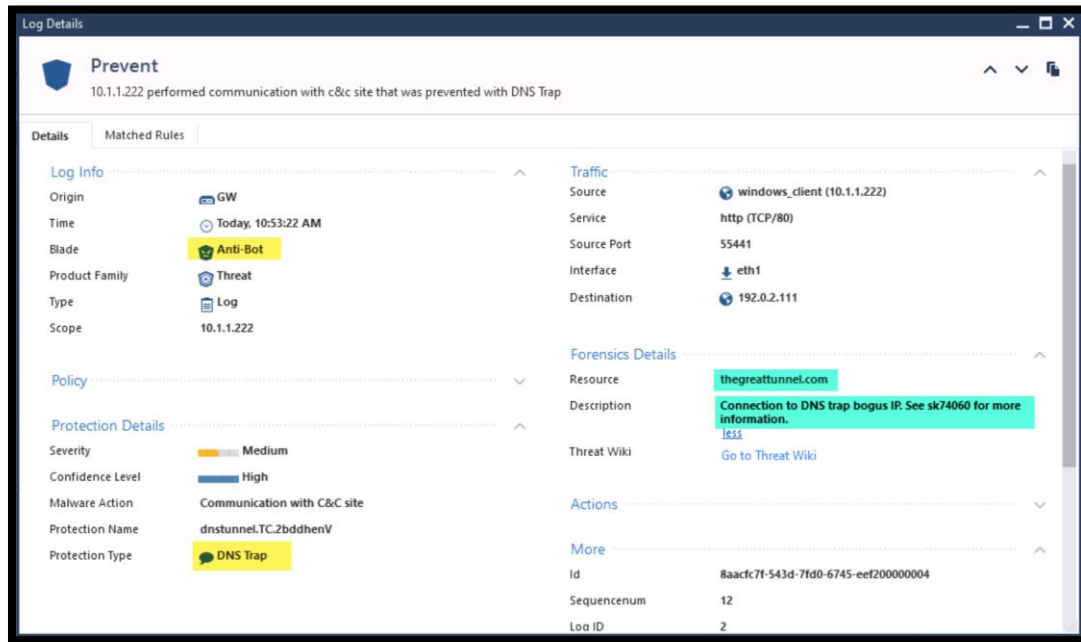 Log Details
Prevent
10.1.1.222 performed communication with c&c site that was prevented with DNS Trap
Details Matched Rules
Log Info
Origin GW
Time Today, 10:53:22 AM
Blade Anti-Bot
Product Family Threat
Type Log
Scope 10.1.1.222
Policy
Protection Details
Severity Medium
Confidence Level High
Malware Action Communication with C&C site
Protection Name dnstunnel.TC.2bddhenV
Protection Type DNS Trap
Traffic
Source windows_client (10.1.1.222)
Service http (TCP/80)
Source Port 55441
Interface eth1
Destination 192.0.2.111
Forensics Details
Resource thegreattunnel.com
Description Connection to DNS trap bogus IP. See sk74060 for more
information.
less
Threat Wiki Go to Threat Wiki
Actions
More
Id 8aacfc7f-543d-7fd0-6745-eef200000004
Sequencenum 12
Log ID 2